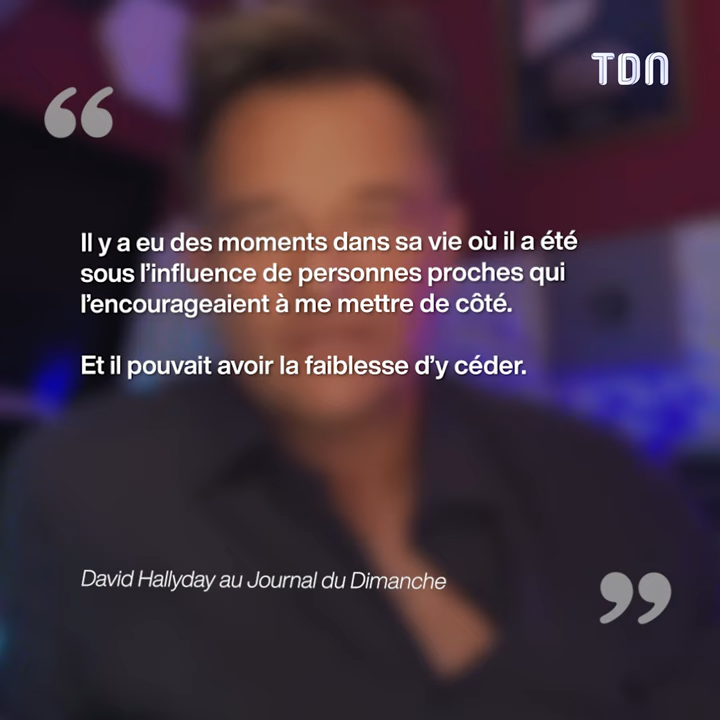 TDN
Il y a eu des moments dans sa vie où il a été
sous l’influence de personnes proches qui
l’encourageaient à me mettre de côté.
Et il pouvait avoir la faiblesse d’y céder.
David Hallyday au Journal du Dimanche